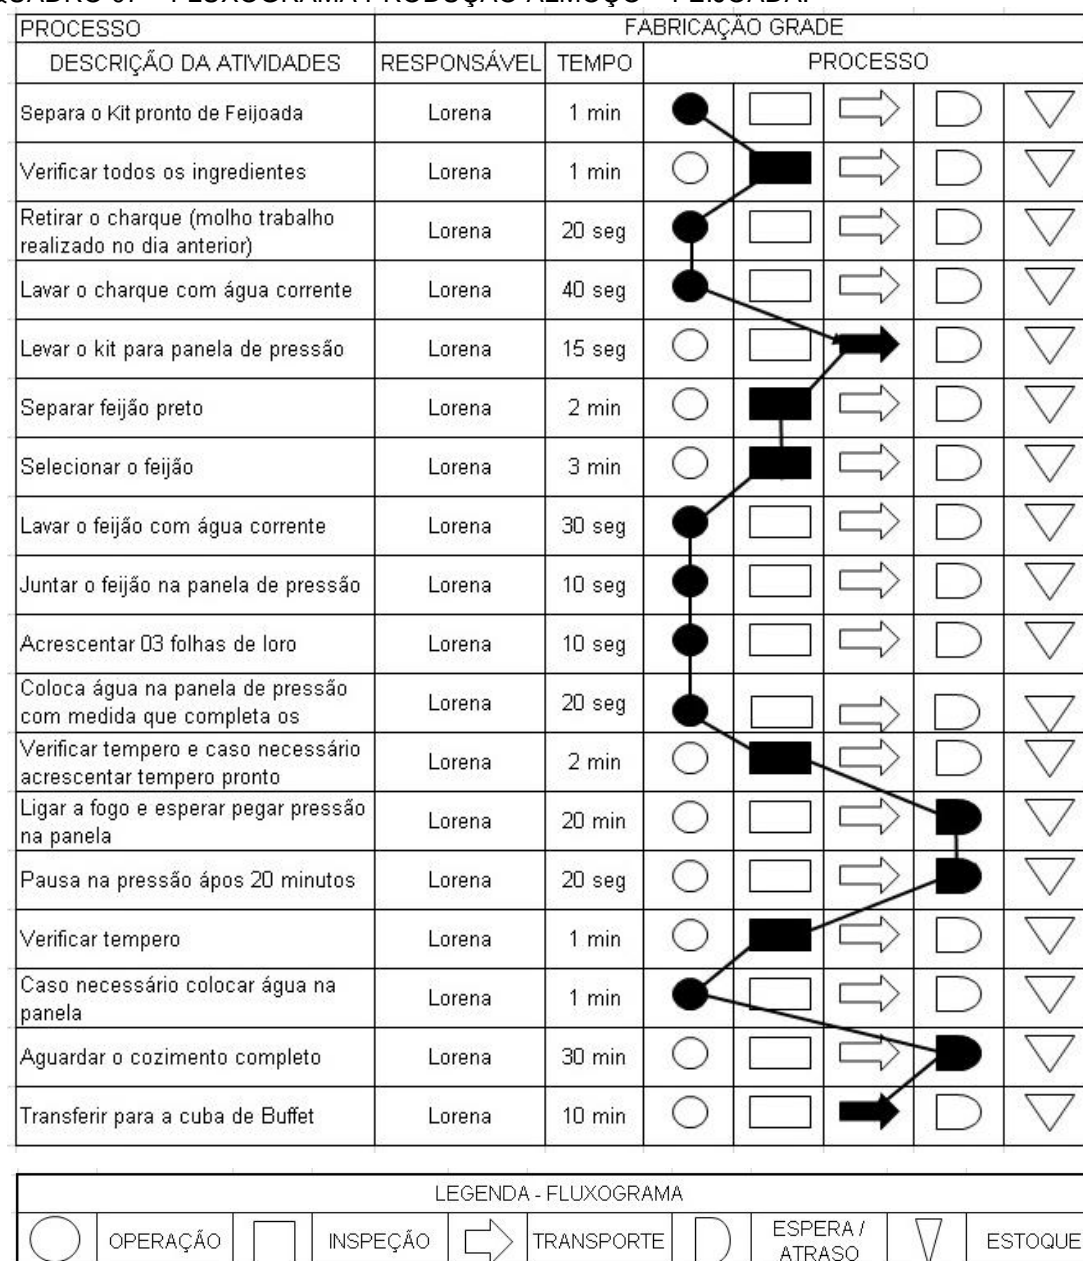 PROCESSO FABRICAÇÃO GRADE
DESCRIÇÃO DA ATIVIDADES RESPONSÁVEL TEMPO PROCESSO
Separa o Kit pronto de Feijoada Lorena 1 min
Verificar todos os ingredientes Lorena 1 min
Retirar o charque (molho trabalho
realizado no dia anterior) Lorena 20 seg
Lavar o charque com água corrente Lorena 40 seg
Levar o kit para panela de pressão Lorena 15 seg
Separar feijão preto Lorena 2 min
Selecionar o feijão Lorena 3 min
Lavar o feijão com água corrente Lorena 30 seg
Juntar o feijão na panela de pressão Lorena 10 seg
Acrescentar 03 folhas de loro Lorena 10 seg
Coloca água na panela de pressão
com medida que completa os Lorena 20 seg
Verificar tempero e caso necessário
acrescentar tempero pronto Lorena 2 min
Ligar a fogo e esperar pegar pressão
na panela Lorena 20 min
Pausa na pressão ápos 20 minutos Lorena 20 seg
Verificar tempero Lorena 1 min
Caso necessário colocar água na
panela Lorena 1 min
Aguardar o cozimento completo Lorena 30 min
Transferir para a cuba de Buffet Lorena 10 min
LEGENDA - FLUXOGRAMA
OPERAÇÃO INSPEÇÃO TRANSPORTE ESPERA /
ATRASO ESTOQUE